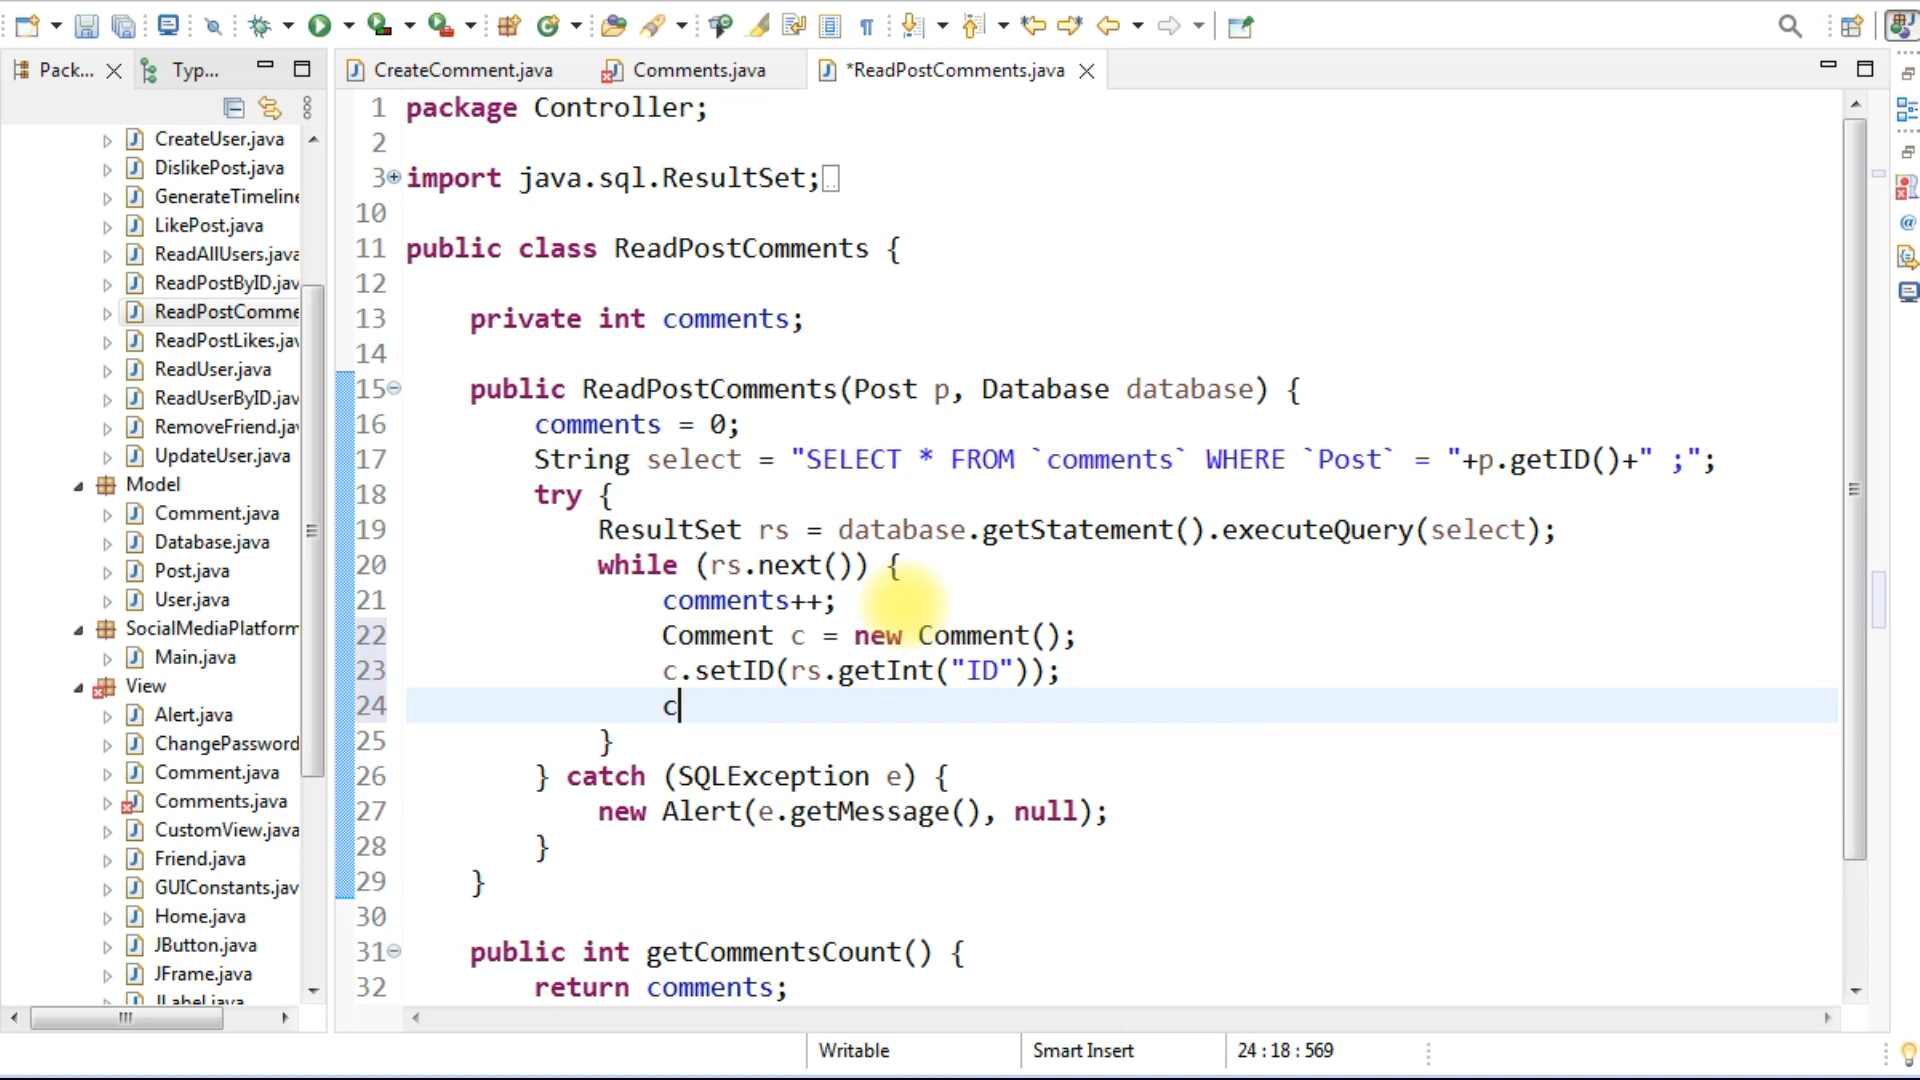 Pack...
Typ...
CreateComment.java
Comments.java
*ReadPostComments.java
CreateUser.java
DislikePost.java
GenerateTimeline
LikePost.java
ReadAllUsers.java
ReadPostByID.jav
ReadPostComme
ReadPostLikes.jav
ReadUser.java
ReadUserByID.jav
RemoveFriend.jav
UpdateUser.java
Model
Comment.java
Database.java
Post.java
User.java
SocialMediaPlatform
Main.java
View
Alert.java
ChangePassword
Comment.java
Comments.java
CustomView.java
Friend.java
GUIConstants.jav
Home.java
JButton.java
JFrame.java
JLabel.java
1 package Controller;
2
3 import java.sql.ResultSet;
10
11 public class ReadPostComments {
12
13 private int comments;
14
15 public ReadPostComments(Post p, Database database) {
16 comments = 0;
17 String select = "SELECT * FROM `comments` WHERE `Post` = "+p.getID()+" ;";
18 try {
19 ResultSet rs = database.getStatement().executeQuery(select);
20 while (rs.next()) {
21 comments++;
22 Comment c = new Comment();
23 c.setID(rs.getInt("ID"));
24 c
25 }
26 } catch (SQLException e) {
27 new Alert(e.getMessage(), null);
28 }
29 }
30
31 public int getCommentsCount() {
32 return comments;
Writable
Smart Insert
24 : 18 : 569